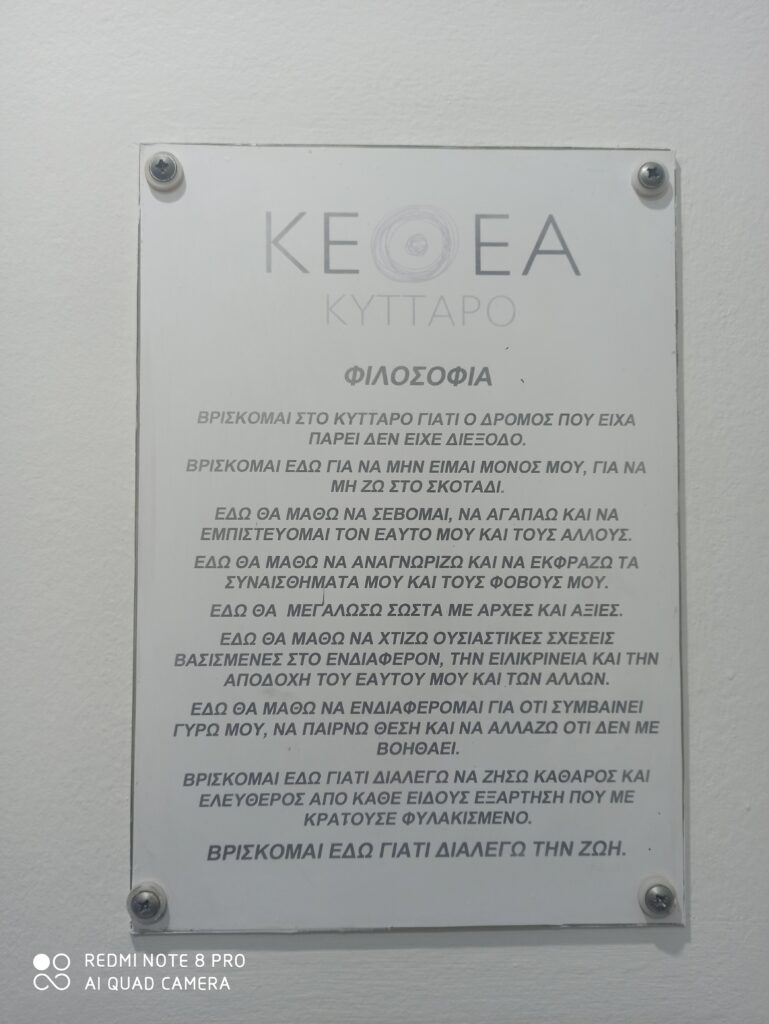 ΚΕΘΕΑ
ΚΥΤΤΑΡΟ
ΦΙΛΟΣΟΦΙΑ
ΒΡΙΣΚΟΜΑΙ ΣΤΟ ΚΥΤΤΑΡΟ ΓΙΑΤΙ Ο ΔΡΟΜΟΣ ΠΟΥ ΕΙΧΑ
ΠΑΡΕΙ ΔΕΝ ΕΙΧΕ ΔΙΕΞΟΔΟ.
ΒΡΙΣΚΟΜΑΙ ΕΔΩ ΓΙΑ ΝΑ ΜΗΝ ΕΙΜΑΙ ΜΟΝΟΣ ΜΟΥ, ΓΙΑ ΝΑ
ΜΗ ΖΩ ΣΤΟ ΣΚΟΤΑΔΙ.
ΕΔΩ ΘΑ ΜΑΘΩ ΝΑ ΣΕΒΟΜΑΙ, ΝΑ ΑΓΑΠΑΩ ΚΑΙ ΝΑ
ΕΜΠΙΣΤΕΥΟΜΑΙ ΤΟΝ ΕΑΥΤΟ ΜΟΥ ΚΑΙ ΤΟΥΣ ΑΛΛΟΥΣ.
ΕΔΩ ΘΑ ΜΑΘΩ ΝΑ ΑΝΑΓΝΩΡΙΖΩ ΚΑΙ ΝΑ ΕΚΦΡΑΖΩ ΤΑ
ΣΥΝΑΙΣΘΗΜΑΤΑ ΜΟΥ ΚΑΙ ΤΟΥΣ ΦΟΒΟΥΣ ΜΟΥ.
ΕΔΩ ΘΑ ΜΕΓΑΛΩΣΩ ΣΩΣΤΑ ΜΕ ΑΡΧΕΣ ΚΑΙ ΑΞΙΕΣ.
ΕΔΩ ΘΑ ΜΑΘΩ ΝΑ ΧΤΙΖΩ ΟΥΣΙΑΣΤΙΚΕΣ ΣΧΕΣΕΙΣ
ΒΑΣΙΣΜΕΝΕΣ ΣΤΟ ΕΝΔΙΑΦΕΡΟΝ, ΤΗΝ ΕΙΛΙΚΡΙΝΕΙΑ ΚΑΙ ΤΗΝ
ΑΠΟΔΟΧΗ ΤΟΥ ΕΑΥΤΟΥ ΜΟΥ ΚΑΙ ΤΩΝ ΑΛΛΩΝ.
ΕΔΩ ΘΑ ΜΑΘΩ ΝΑ ΕΝΔΙΑΦΕΡΟΜΑΙ ΓΙΑ ΟΤΙ ΣΥΜΒΑΙΝΕΙ
ΓΥΡΩ ΜΟΥ, ΝΑ ΠΑΙΡΝΩ ΘΕΣΗ ΚΑΙ ΝΑ ΑΛΛΑΖΩ ΟΤΙ ΔΕΝ ΜΕ
ΒΟΗΘΑΕΙ.
ΒΡΙΣΚΟΜΑΙ ΕΔΩ ΓΙΑΤΙ ΔΙΑΛΕΓΩ ΝΑ ΖΗΣΩ ΚΑΘΑΡΟΣ ΚΑΙ
ΕΛΕΥΘΕΡΟΣ ΑΠΟ ΚΑΘΕ ΕΙΔΟΥΣ ΕΞΑΡΤΗΣΗ ΠΟΥ ΜΕ
ΚΡΑΤΟΥΣΕ ΦΥΛΑΚΙΣΜΕΝΟ.
ΒΡΙΣΚΟΜΑΙ ΕΔΩ ΓΙΑΤΙ ΔΙΑΛΕΓΩ ΤΗΝ ΖΩΗ.
REDMI NOTE 8 PRO
AI QUAD CAMERA